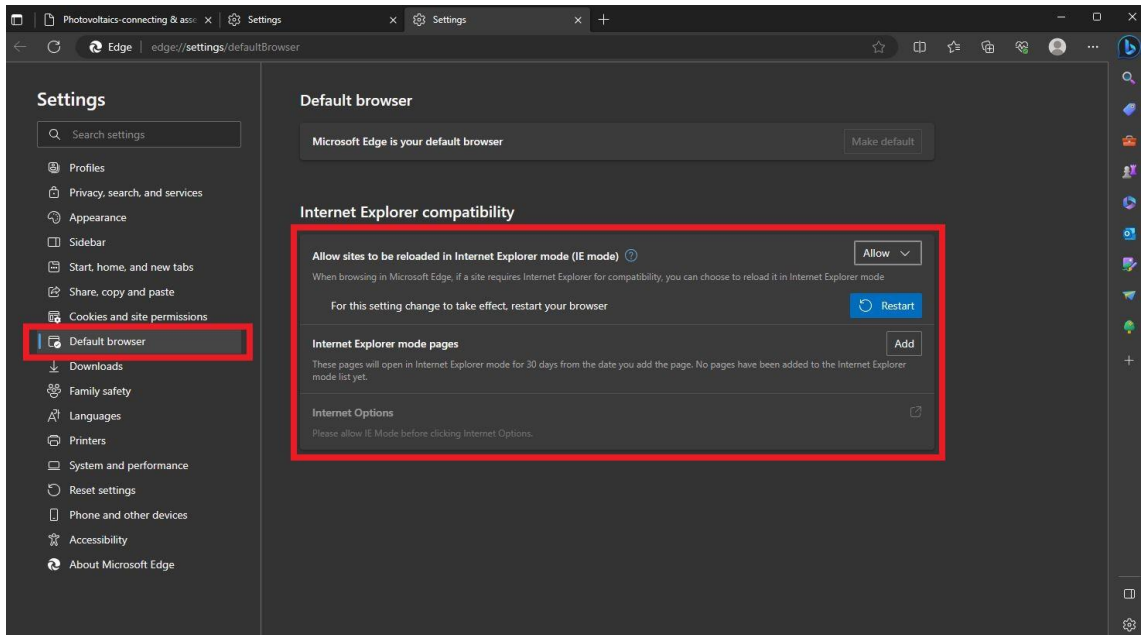 Photovoltaics-connecting & asse
Settings
Settings
Edge
edge://settings/defaultBrowser
Settings
Search settings
Profiles
Privacy, search, and services
Appearance
Sidebar
Start, home, and new tabs
Share, copy and paste
Cookies and site permissions
Default browser
Downloads
Family safety
Languages
Printers
System and performance
Reset settings
Phone and other devices
Accessibility
About Microsoft Edge
Default browser
Microsoft Edge is your default browser
Make default
Internet Explorer compatibility
Allow sites to be reloaded in Internet Explorer mode (IE mode)
Allow
When browsing in Microsoft Edge, if a site requires Internet Explorer for compatibility, you can choose to reload it in Internet Explorer mode
For this setting change to take effect, restart your browser
Restart
Internet Explorer mode pages
Add
These pages will open in Internet Explorer mode for 30 days from the date you add the page. No pages have been added to the Internet Explorer
mode list yet.
Internet Options
Please allow IE Mode before clicking Internet Options.